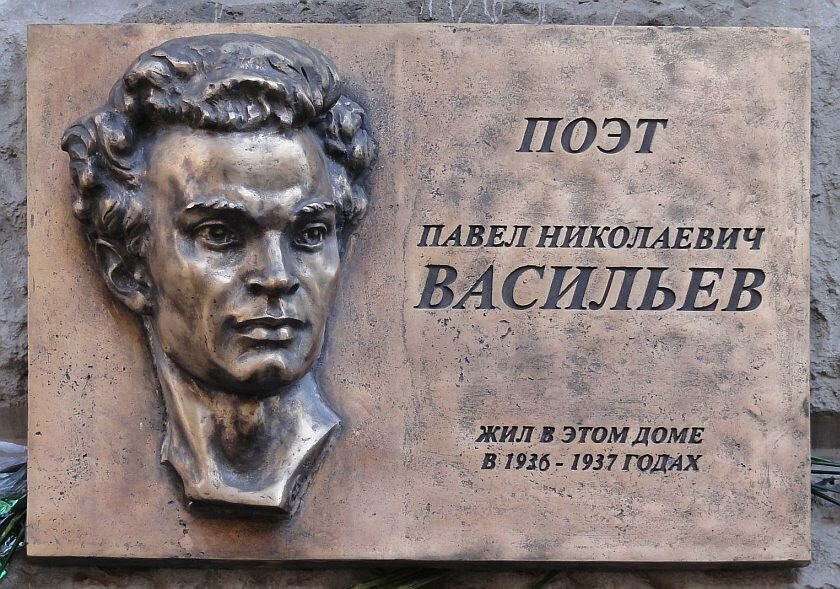 ПОЭТ
ПАВЕЛ НИКОЛАЕВИЧ
ВАСИЛЬЕВ
ЖИЛ В ЭТОМ ДОМЕ
В 1936 - 1937 ГОДАХ